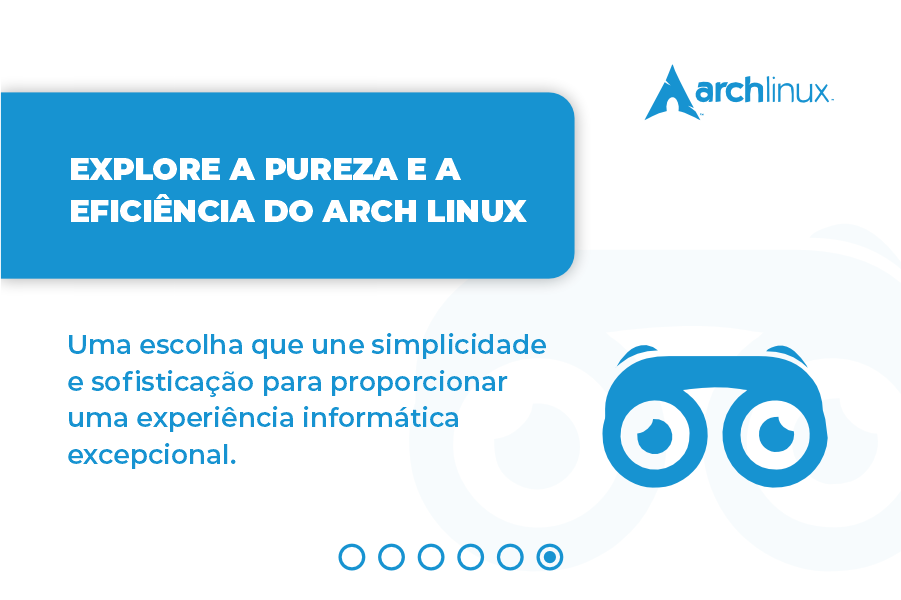 archlinux
EXPLORE A PUREZA E A
EFICIÊNCIA DO ARCH LINUX
Uma escolha que une simplicidade
e sofisticação para proporcionar
uma experiência informática
excepcional.